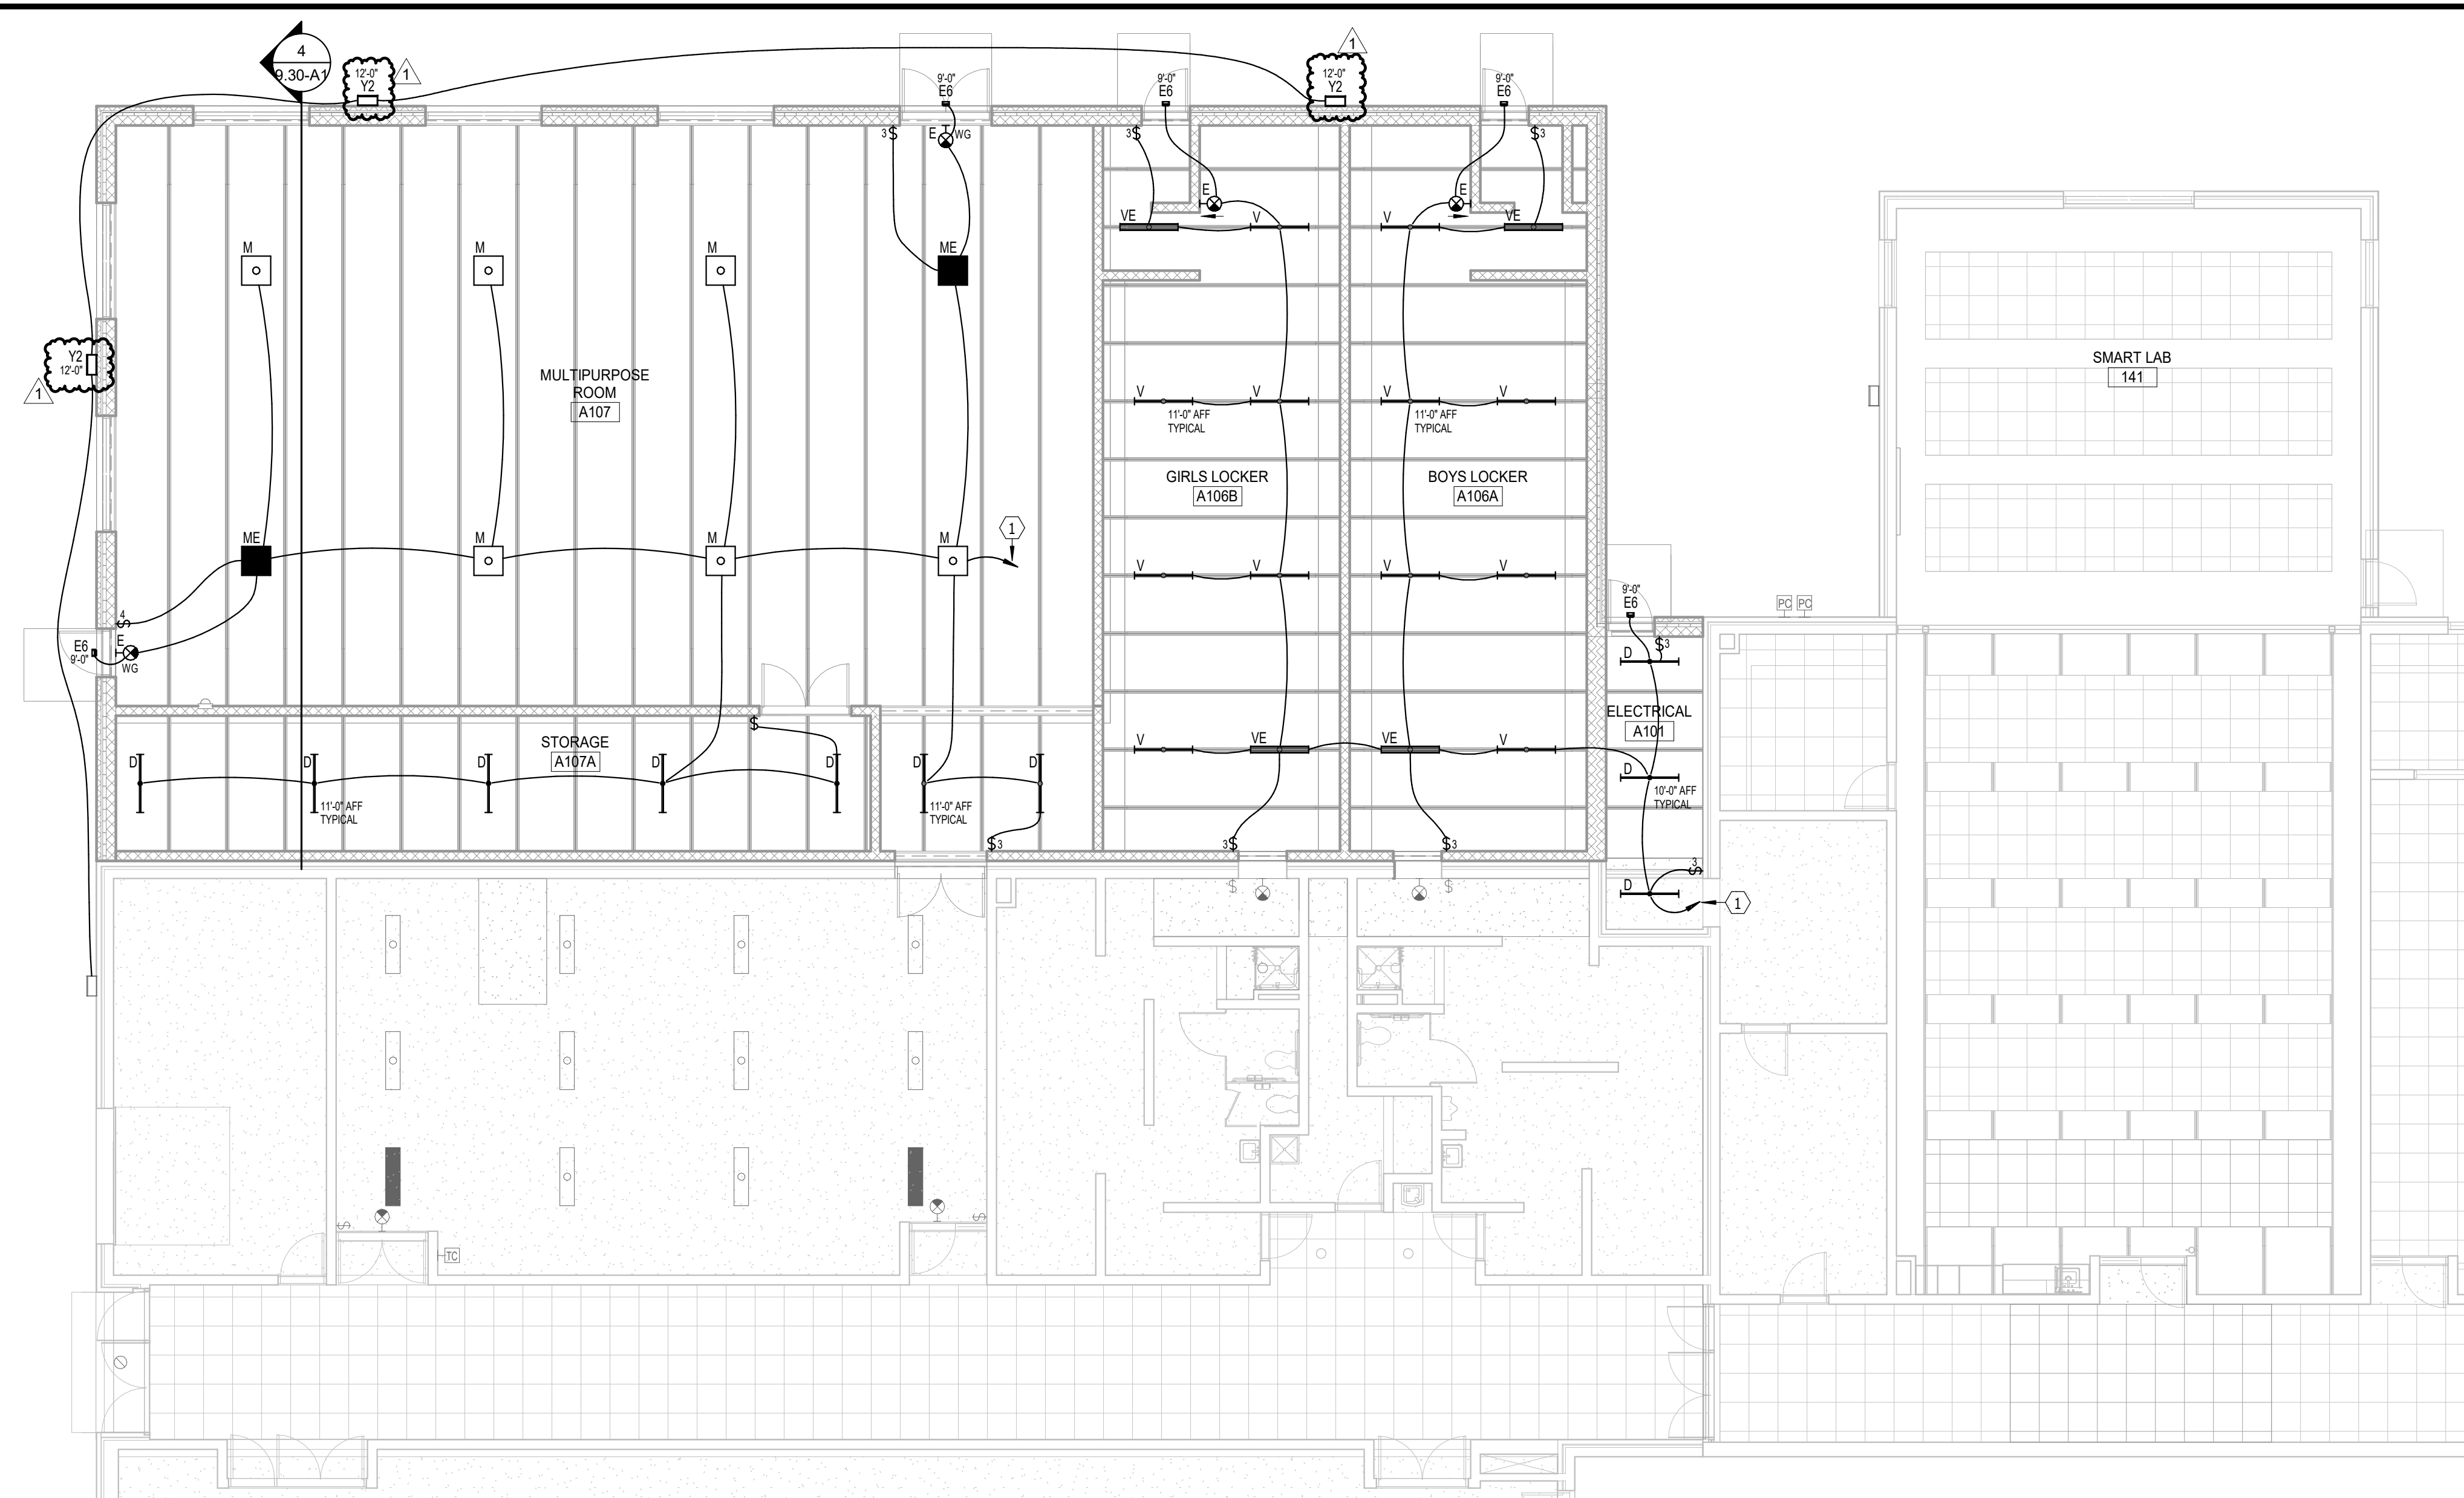 4
9.30-A1
12'-0"
Y2
1
9'-0"
E6
9'-0"
E6
12'-0"
Y2
1
9'-0"
E6
3$
E
WG
3$
$3
E
E
VE
V
V
VE
M
M
M
ME
Y2
12'-0"
1
MULTIPURPOSE
ROOM
A107
SMART LAB
141
V
V
V
V
11'-0" AFF
TYPICAL
11'-0" AFF
TYPICAL
GIRLS LOCKER
A106B
BOYS LOCKER
A106A
1
ME
M
M
M
V
V
V
V
4
$
E6
9'-0"
E
WG
9'-0"
E6
PC
PC
$3
D
ELECTRICAL
A101
$
STORAGE
A107A
V
VE
VE
V
D
D
D
D
D
D
D
D
11'-0" AFF
TYPICAL
11'-0" AFF
TYPICAL
10'-0" AFF
TYPICAL
$3
3$
$3
3
$
D
1
$
$
$
$
TC